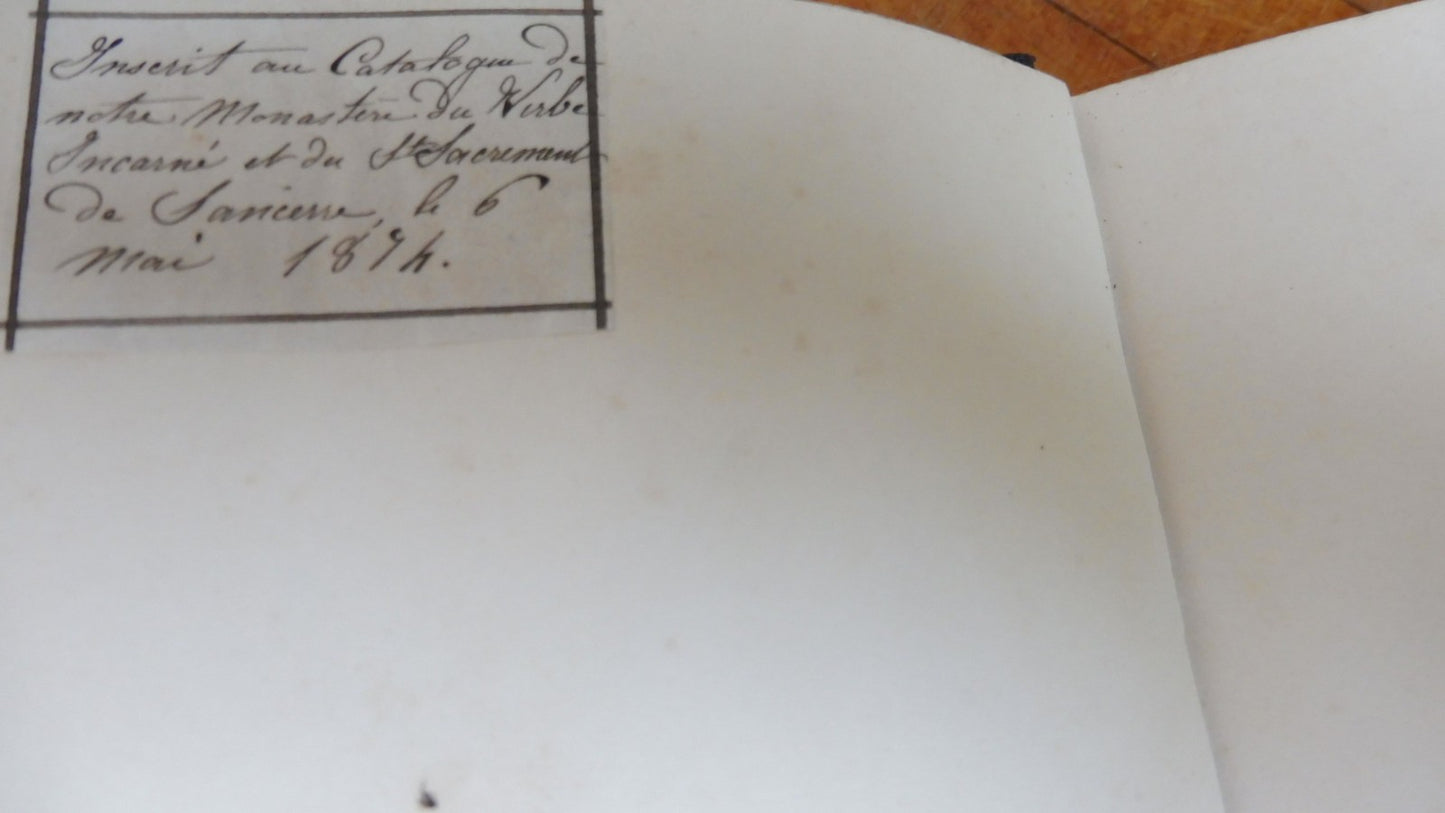 Inscrit au Catalogue de
notre Monastère du Verbe
Incarné et du St Sacrement
de Sancerre, le 6
Mai 1874.